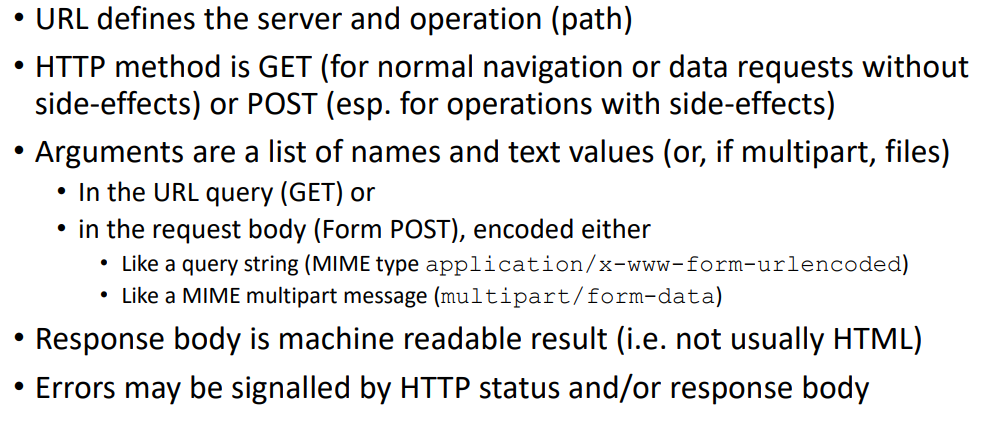 • URL defines the server and operation (path)
• HTTP method is GET (for normal navigation or data requests without
side-effects) or POST (esp. for operations with side-effects)
• Arguments are a list of names and text values (or, if multipart, files)
• In the URL query (GET) or
• in the request body (Form POST), encoded either
• Like a query string (MIME type application/x-www-form-urlencoded)
• Like a MIME multipart message (multipart/form-data)
• Response body is machine readable result (i.e. not usually HTML)
• Errors may be signalled by HTTP status and/or response body